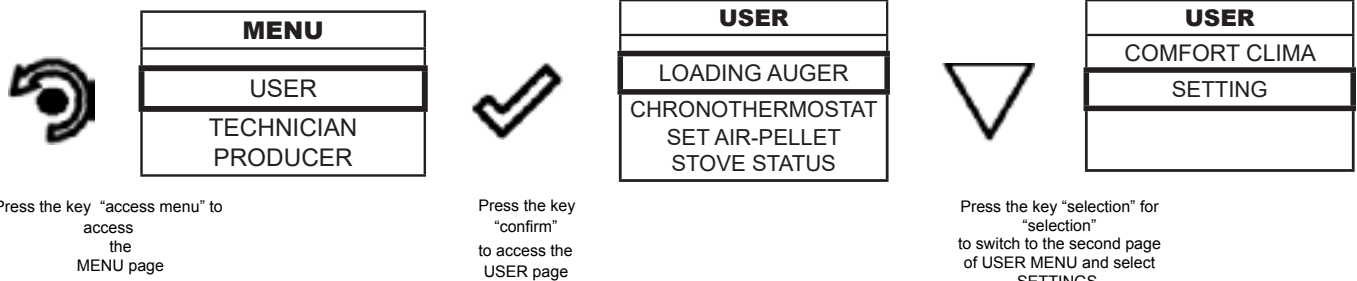 MENU
USER
TECHNICIAN
PRODUCER
USER
LOADING AUGER
CHRONOTHERMOSTAT
SET AIR-PELLET
STOVE STATUS
USER
COMFORT CLIMA
SETTING
Press the key “access menu” to
access
the
MENU page
Press the key
“confirm”
to access the
USER page
Press the key “selection” for
“selection”
to switch to the second page
of USER MENU and select
SETTINGS